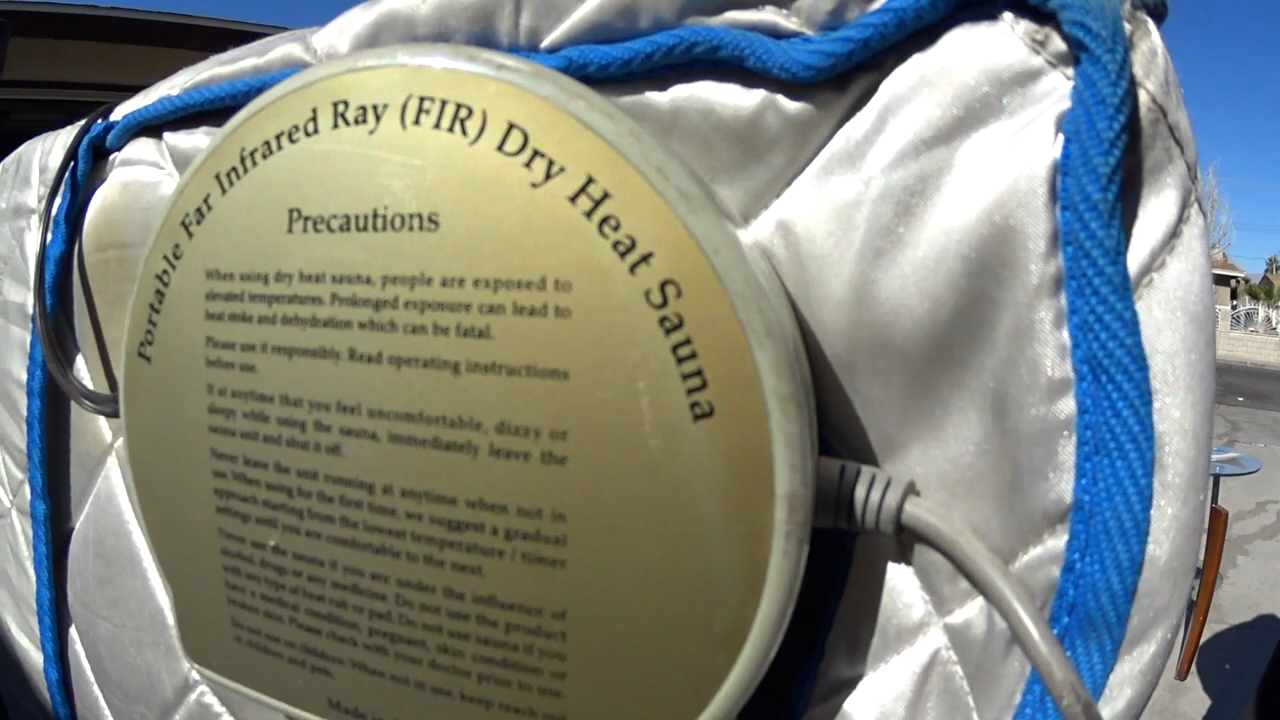 Portable Far Infrared Ray (FIR) Dry Heat Sauna
Precautions
When using dry heat sauna, people are exposed to
elevated temperatures. Prolonged exposure can lead to
heat stroke and dehydration which can be fatal.
Please use it responsibly. Read operating instructions
before use.
If at anytime that you feel uncomfortable, dizzy or
sleepy while using the sauna, immediately leave the
sauna unit and shut it off.
Never leave the unit running at anytime when not in
use. When using for the first time, we suggest a gradual
approach starting from the lowest temperature / timer
settings until you are comfortable to the next.
Never use the sauna if you are under the influence of
alcohol, drugs or any medicine. Do not use the product
with any type of heat rub or pad. Do not use sauna if you
have a medical condition, pregnant, skin condition or
broken skin. Please check with your doctor prior to use.
Do not use on children. When not in use, keep reach out
of children and pets.
Made in